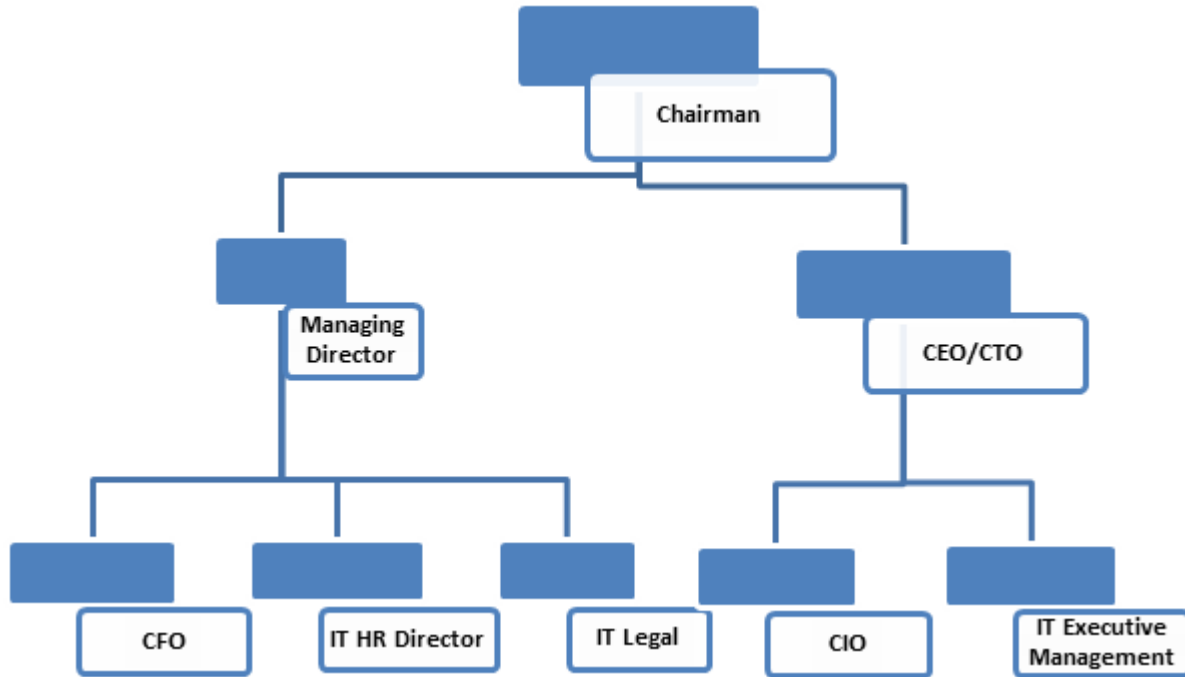 Chairman
Managing
Director
CEO/CTO
CFO
IT HR Director
IT Legal
CIO
IT Executive
Management